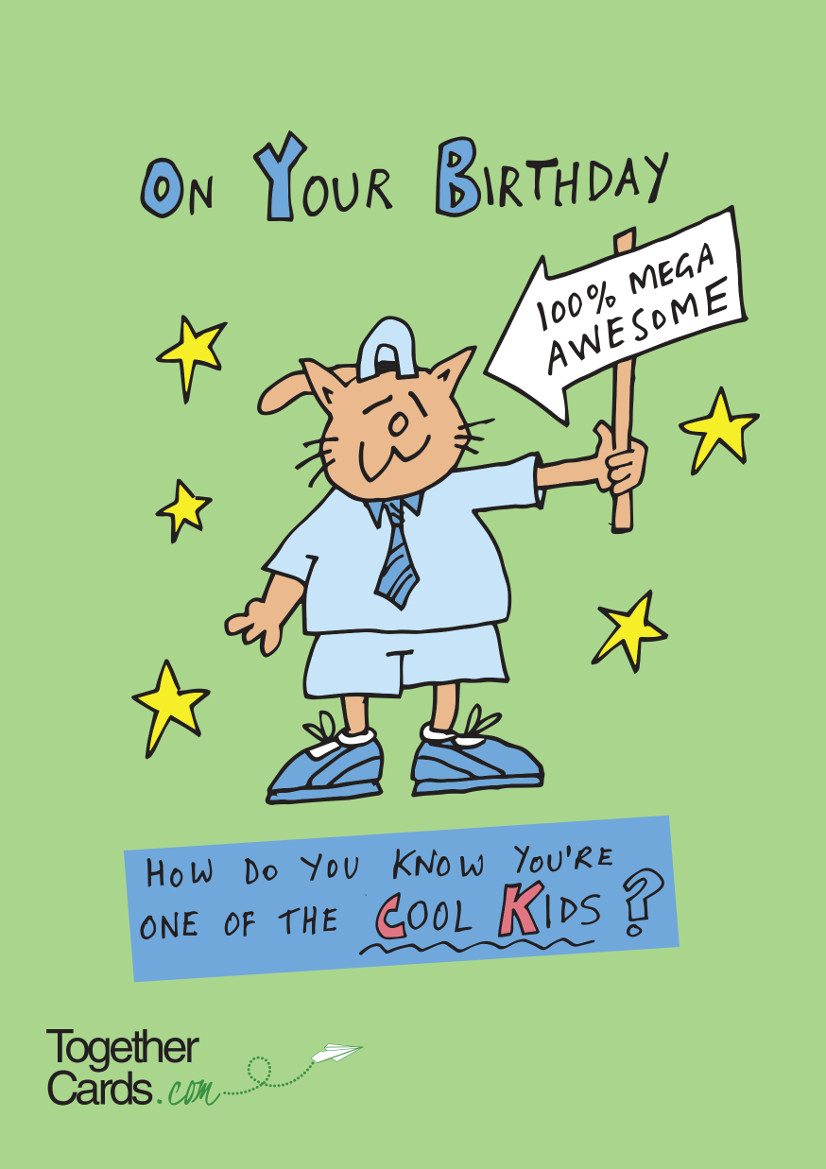 ON YOUR BIRTHDAY
100% MEGA
AWESOME
HOW DO YOU KNOW YOU'RE
ONE OF THE COOL KIDS?
Together
Cards.com